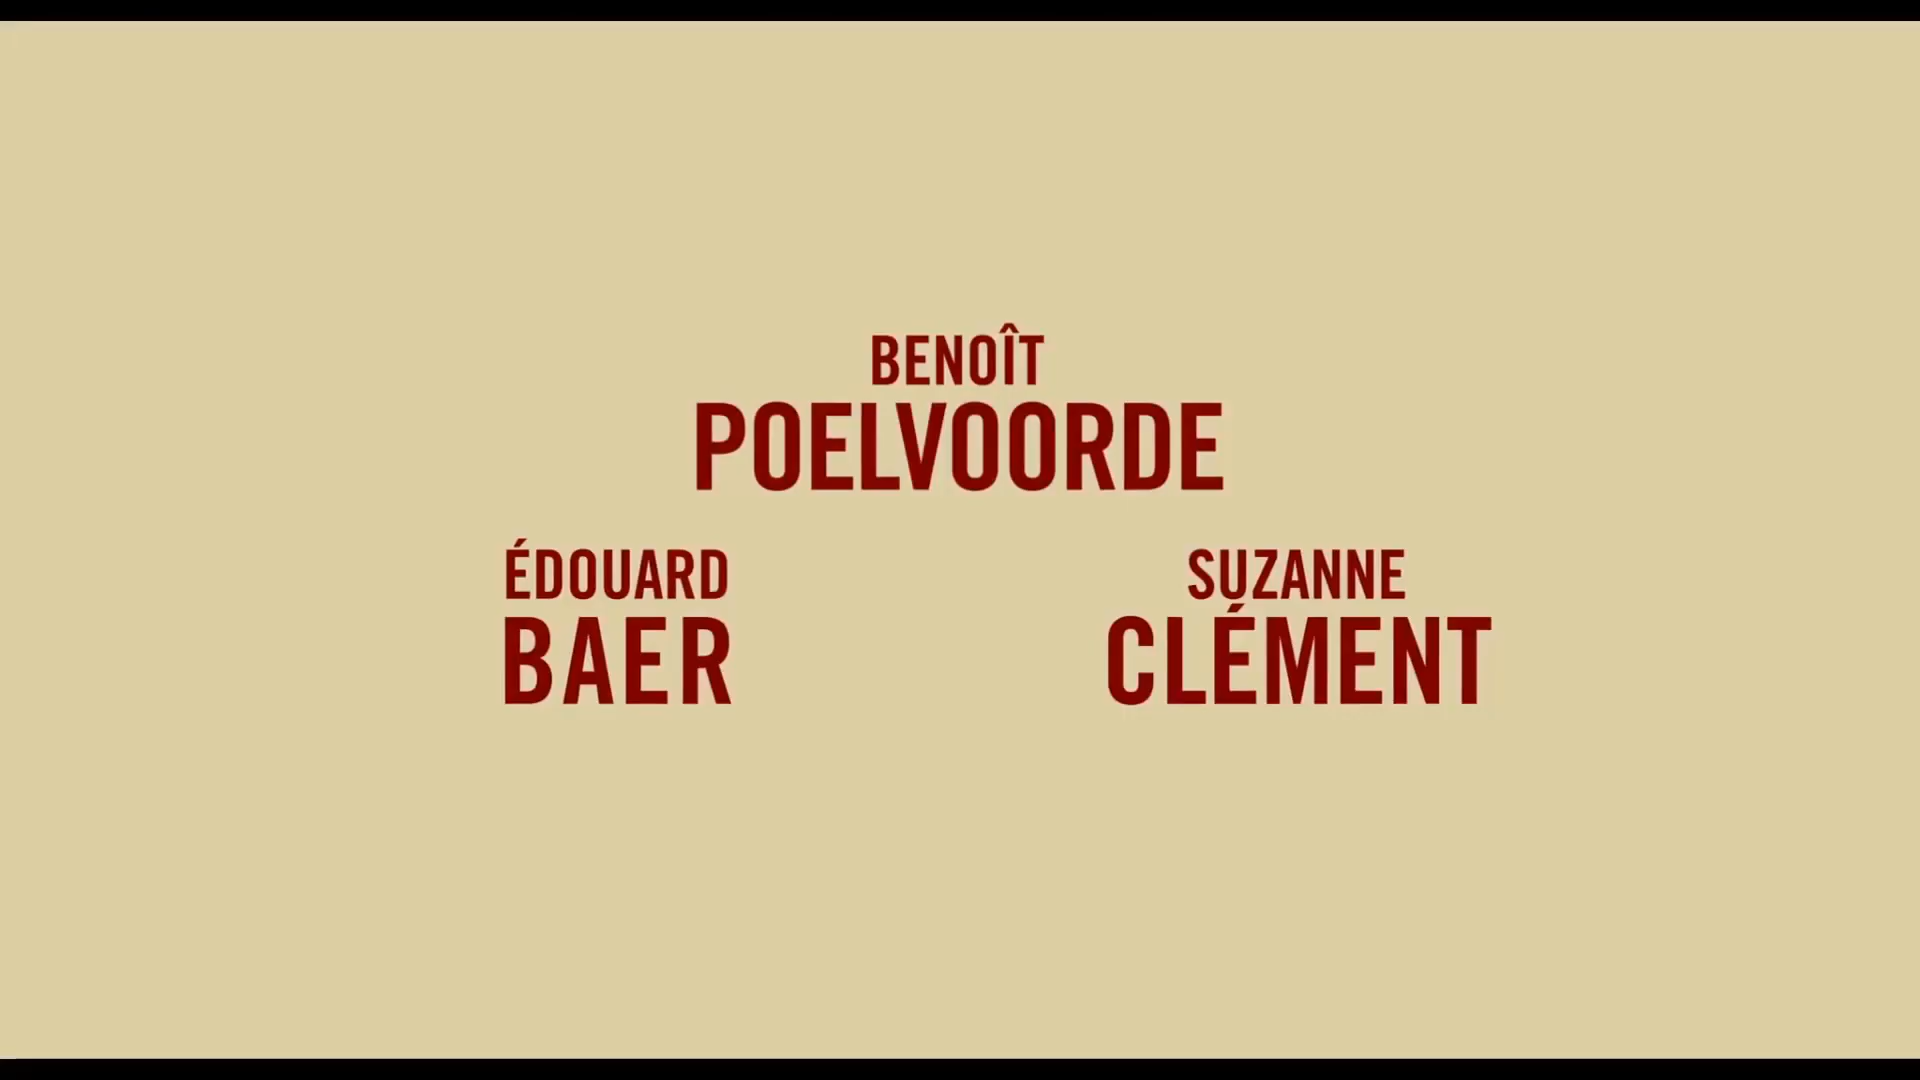 BENOÎT
POELVOORDE
ÉDOUARD
BAER
SUZANNE
CLÉMENT